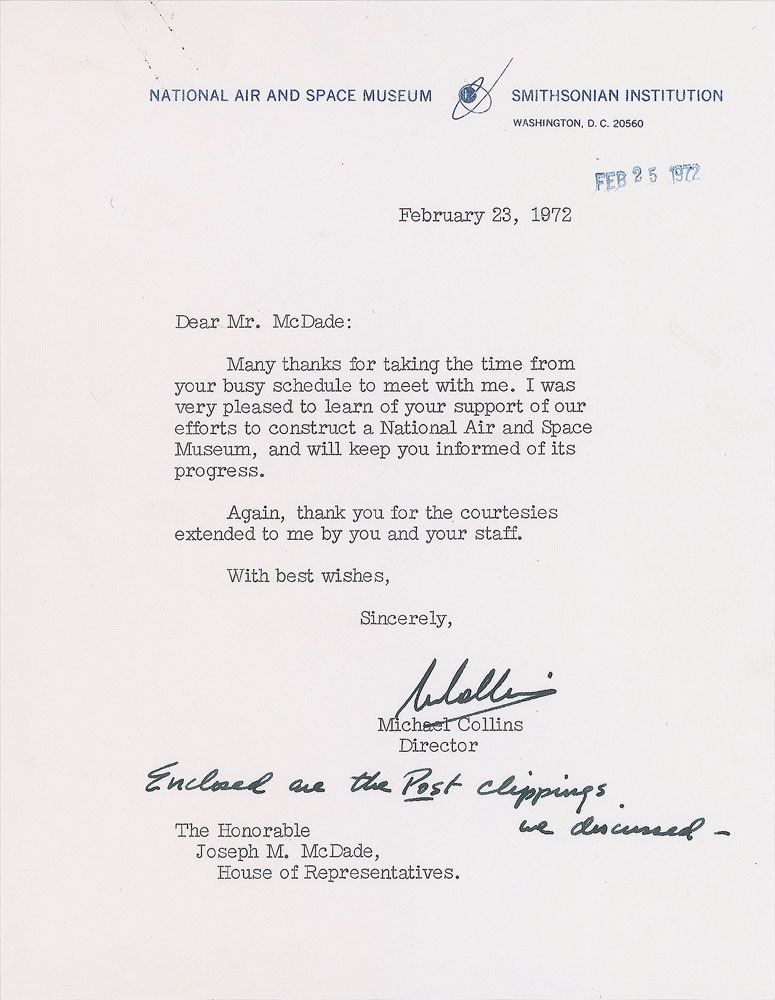 NATIONAL AIR AND SPACE MUSEUM SMITHSONIAN INSTITUTION
WASHINGTON, D. C. 20560
FEB 25 1972
February 23, 1972
Dear Mr. McDade:
Many thanks for taking the time from
your busy schedule to meet with me. I was
very pleased to learn of your support of our
efforts to construct a National Air and Space
Museum, and will keep you informed of its
progress.
Again, thank you for the courtesies
extended to me by you and your staff.
With best wishes,
Sincerely,
MCollins
Michael Collins
Director
Enclosed are the Post clippings
we discussed -
The Honorable
Joseph M. McDade,
House of Representatives.